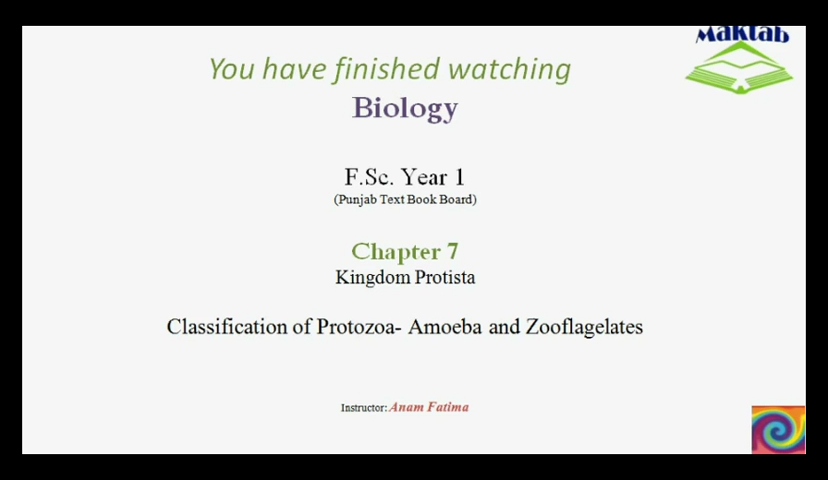 Maktab
You have finished watching
Biology
F.Sc. Year 1
(Punjab Text Book Board)
Chapter 7
Kingdom Protista
Classification of Protozoa- Amoeba and Zooflagelates
Instructor: Anam Fatima